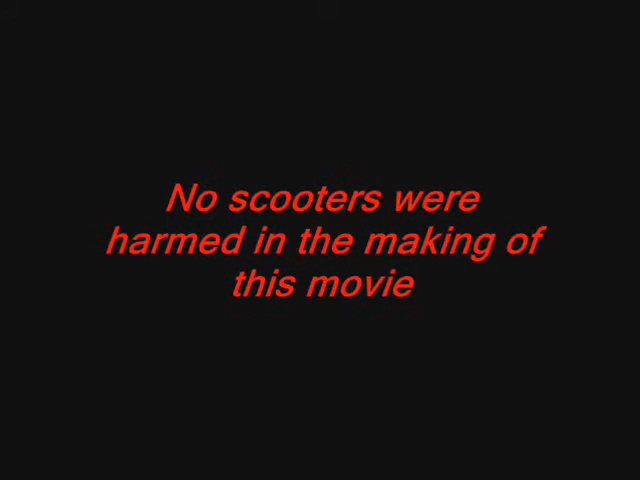 No scooters were
harmed in the making of
this movie